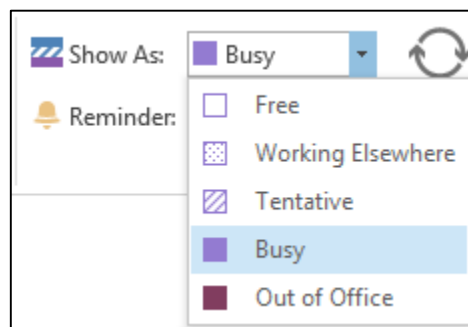 Show As: Busy
Reminder:
Free
Working Elsewhere
Tentative
Busy
Out of Office